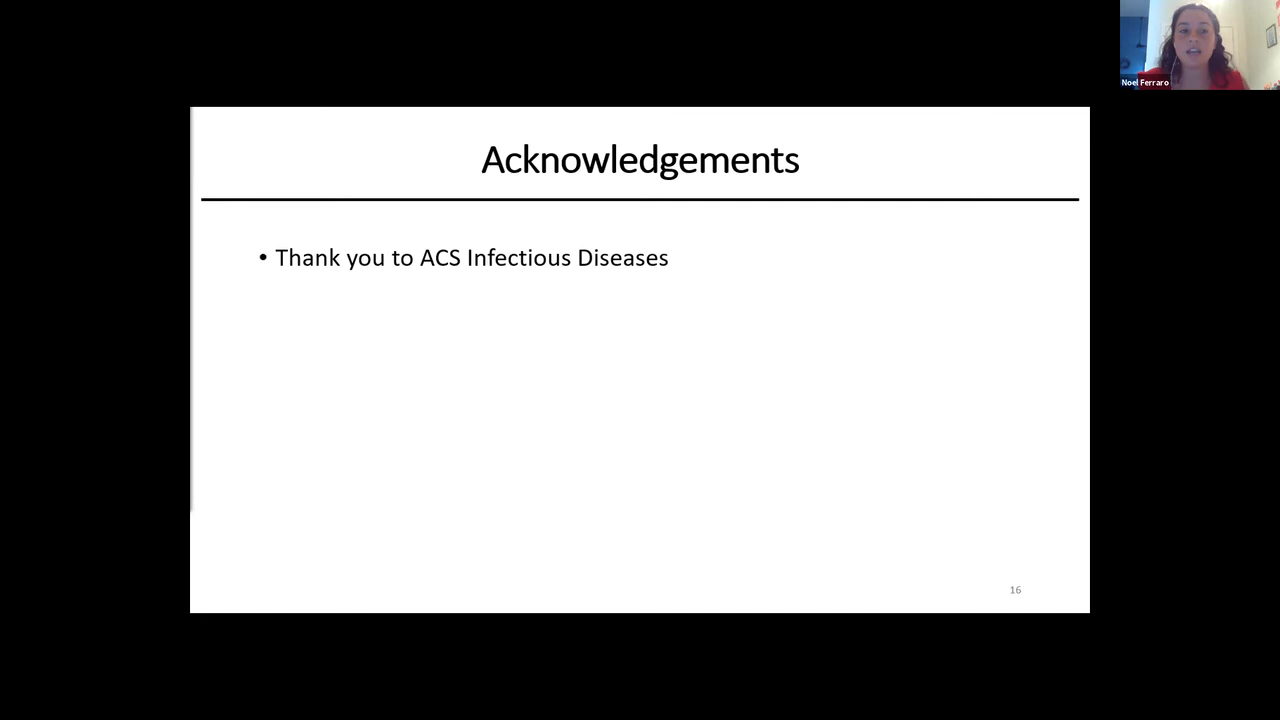 Noel Ferraro
Acknowledgements
• Thank you to ACS Infectious Diseases
16